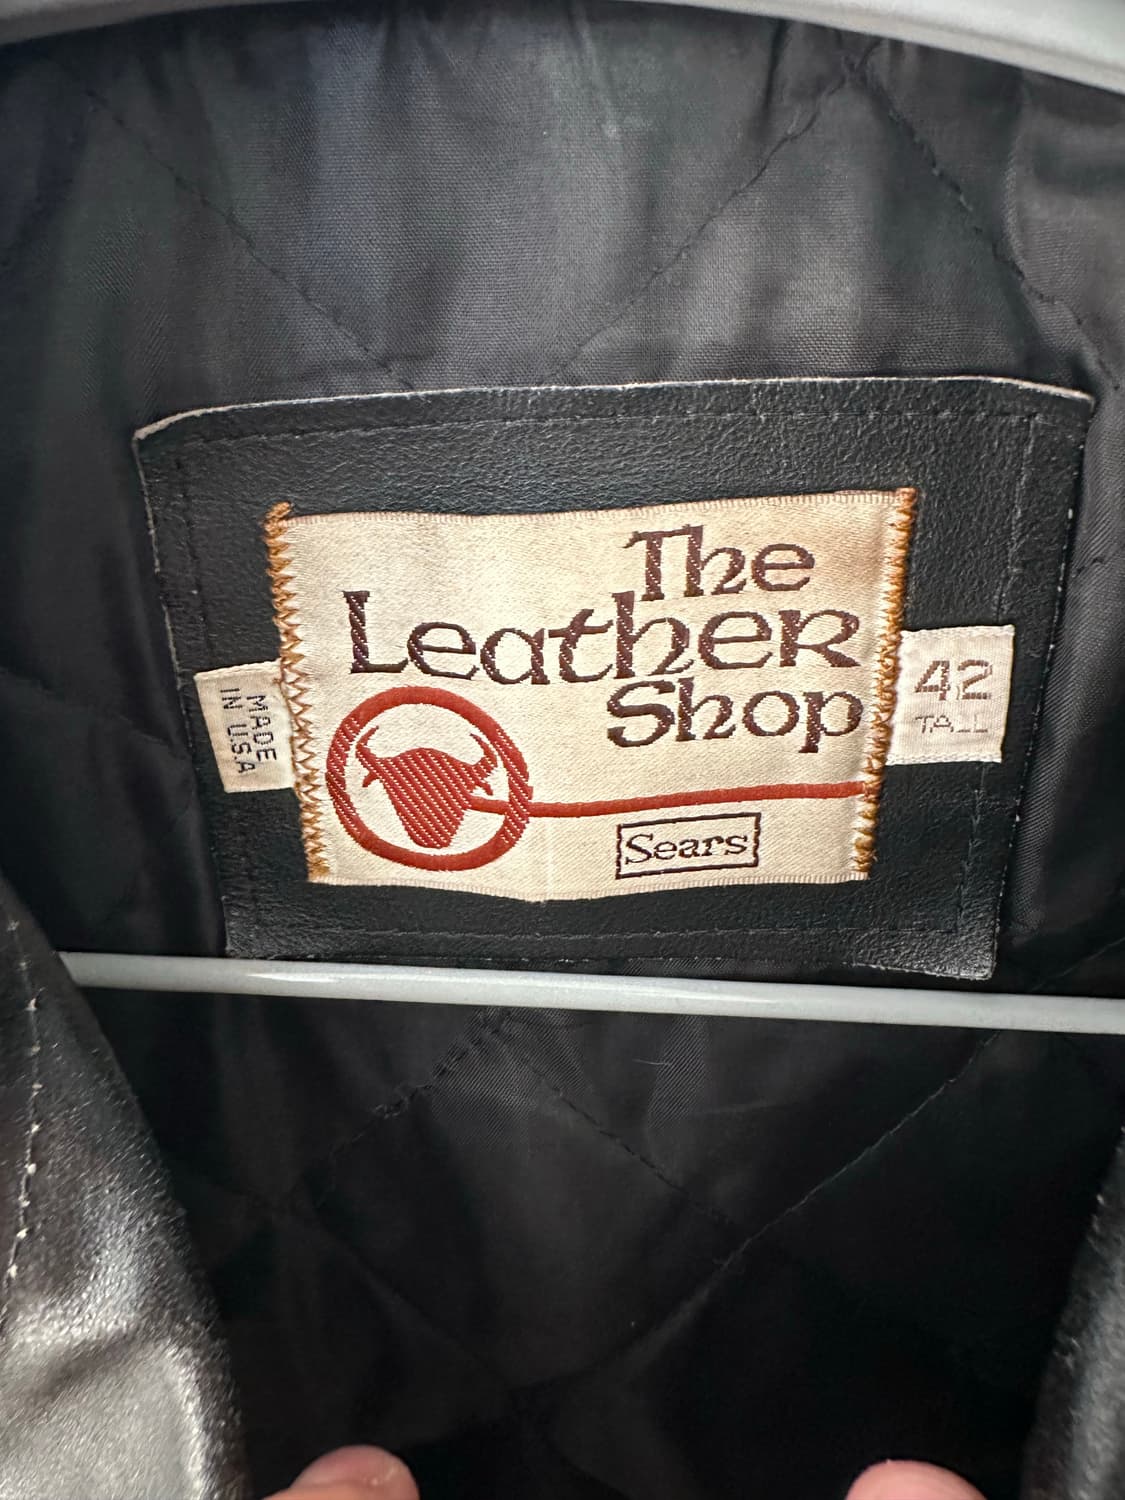 The
Leather
Shop
Sears
MADE
IN U.S.A
42
TALL